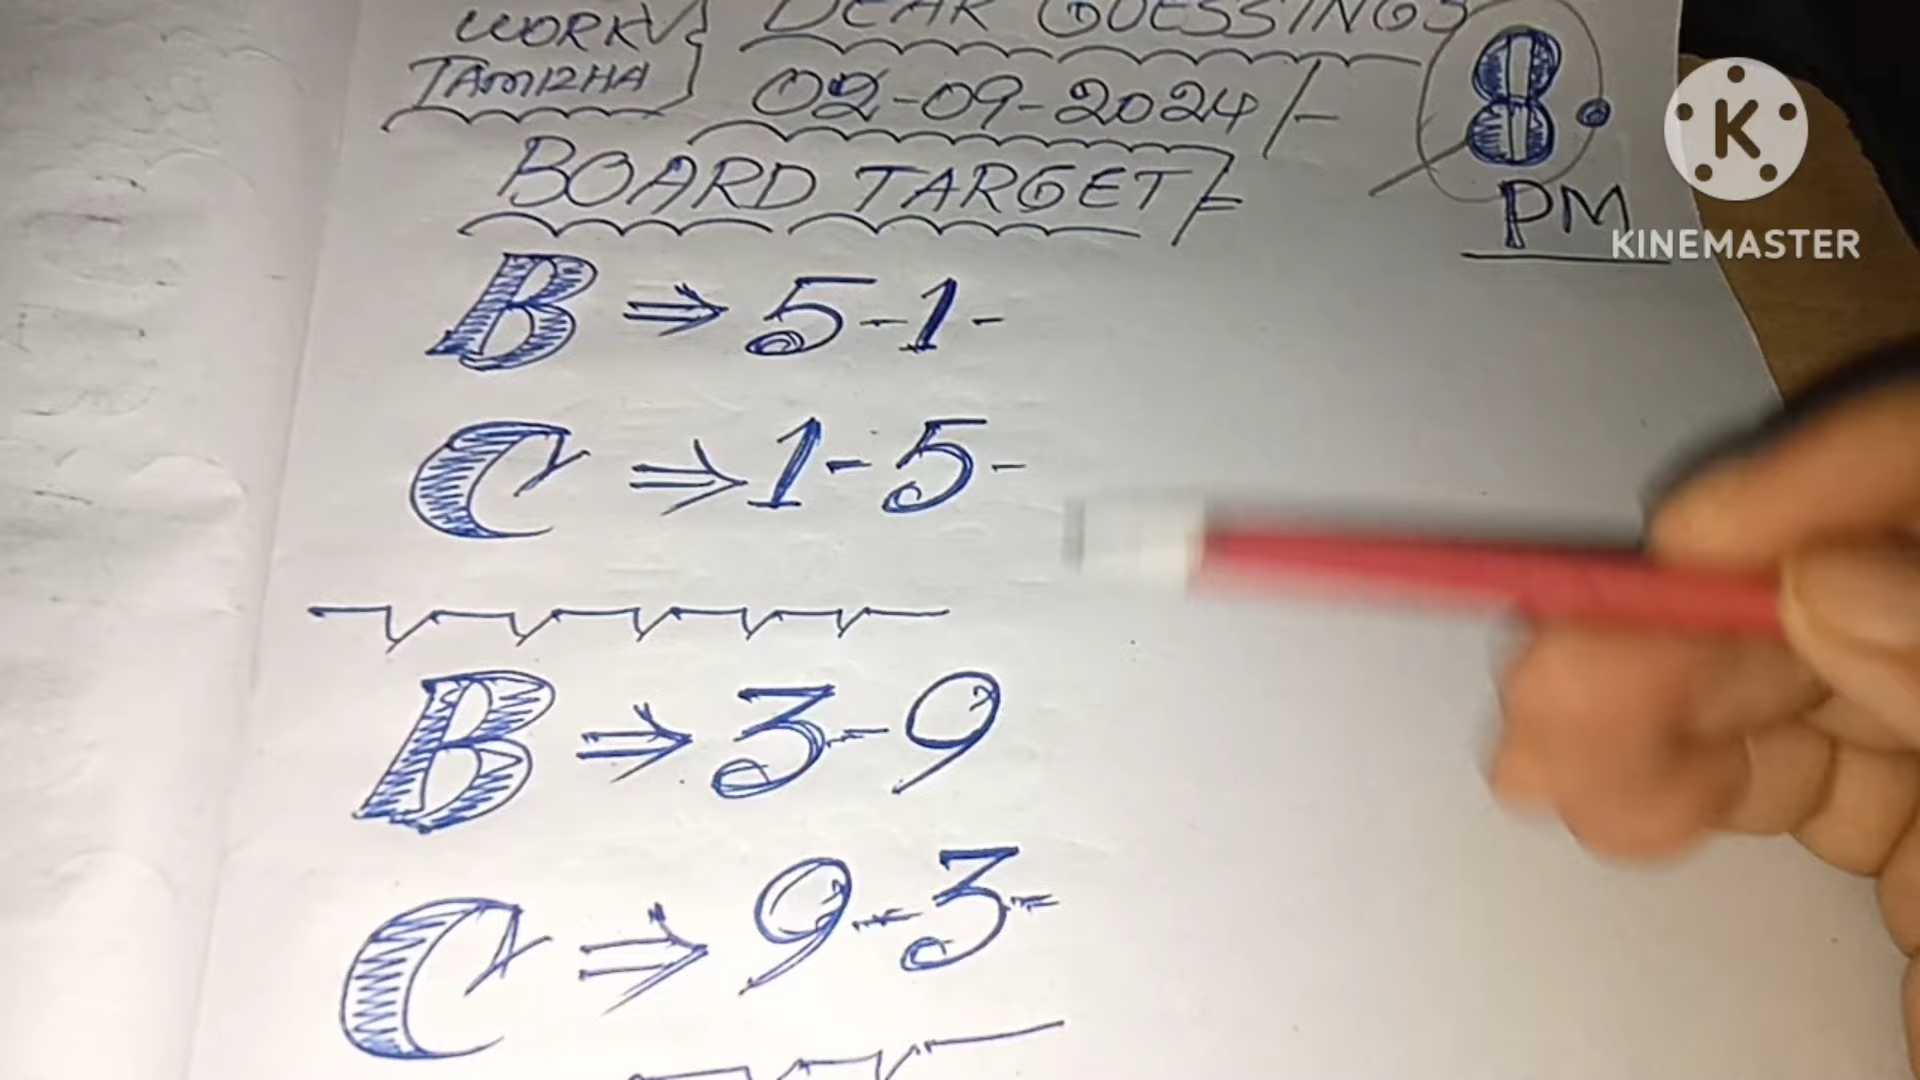 WORK
TAMIZHA
DEAR GUESSINGS
02-09-2024/-
8.
PM
K
KINEMASTER
BOARD TARGET/=
B ⇒ 5-1-
C ⇒ 1-5-
B ⇒ 3-9
C ⇒ 9-3-